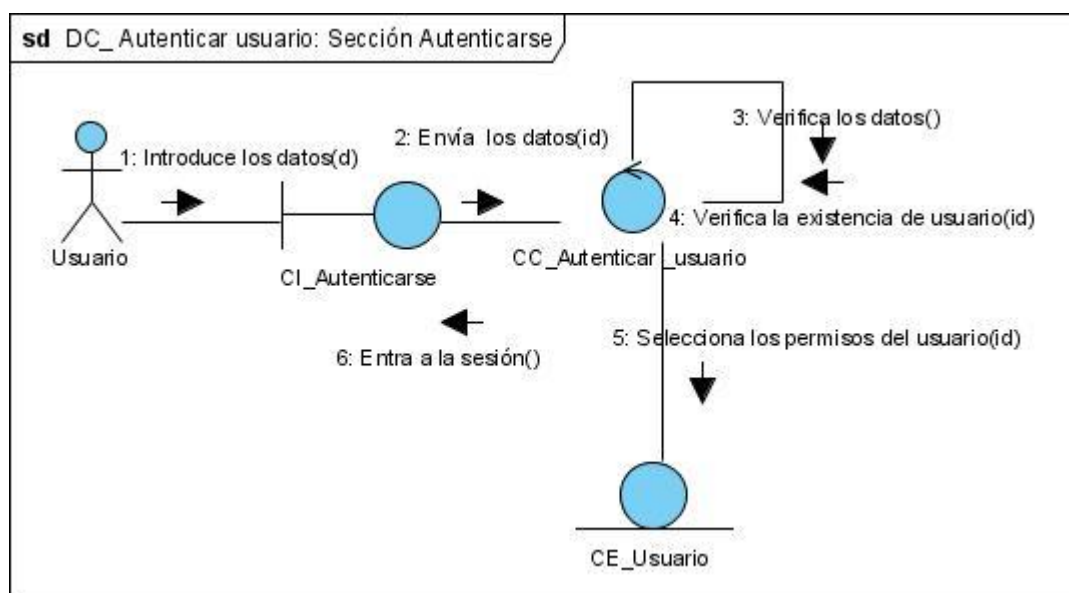 sd DC_ Autenticar usuario: Sección Autenticarse
1: Introduce los datos(d)
2: Envía los datos(id)
3: Verifica los datos()
4: Verifica la existencia de usuario(id)
Usuario
CI_Autenticarse
CC_Autenticar_usuario
5: Selecciona los permisos del usuario(id)
6: Entra a la sesión()
CE_Usuario